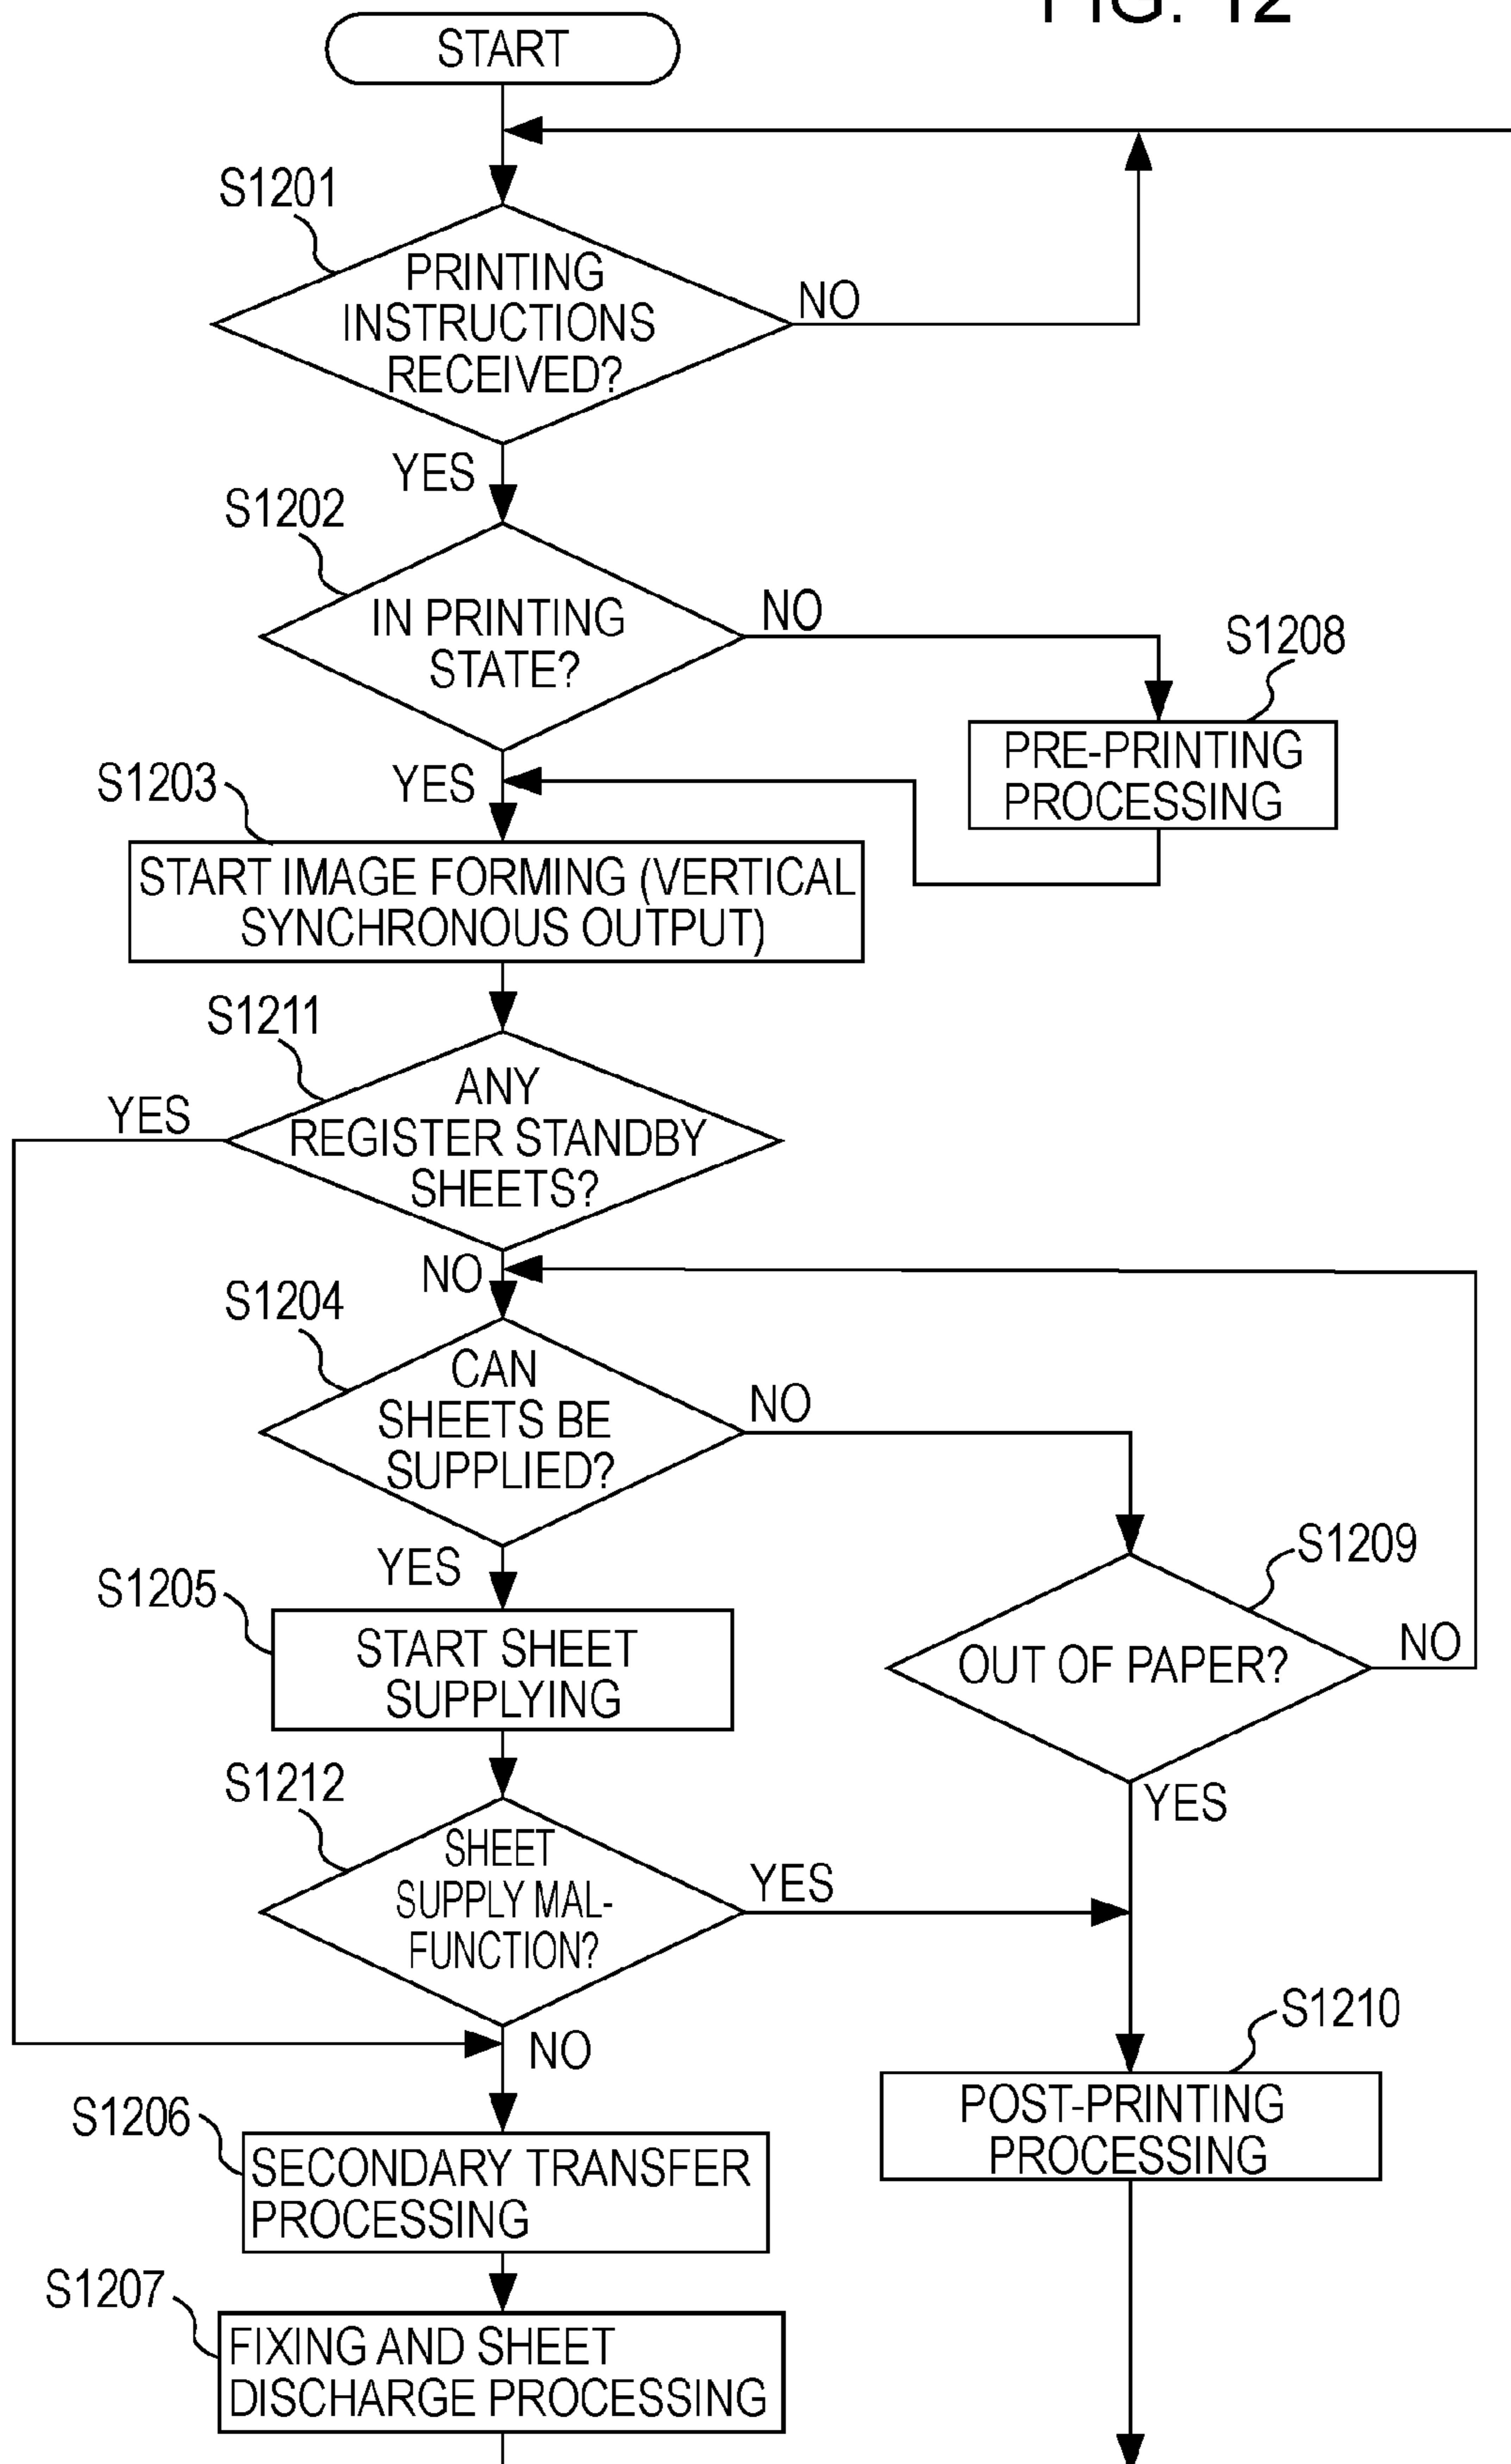 FIG. 12
START
S1201
PRINTING
INSTRUCTIONS
RECEIVED?
NO
YES
S1202
IN PRINTING
STATE?
NO
S1208
PRE-PRINTING
PROCESSING
YES
S1203
START IMAGE FORMING (VERTICAL
SYNCHRONOUS OUTPUT)
S1211
ANY
REGISTER STANDBY
SHEETS?
YES
NO
S1204
CAN
SHEETS BE
SUPPLIED?
NO
S1209
OUT OF PAPER?
NO
YES
YES
S1205
START SHEET
SUPPLYING
S1212
SHEET
SUPPLY MAL-
FUNCTION?
YES
NO
S1210
POST-PRINTING
PROCESSING
S1206
SECONDARY TRANSFER
PROCESSING
S1207
FIXING AND SHEET
DISCHARGE PROCESSING